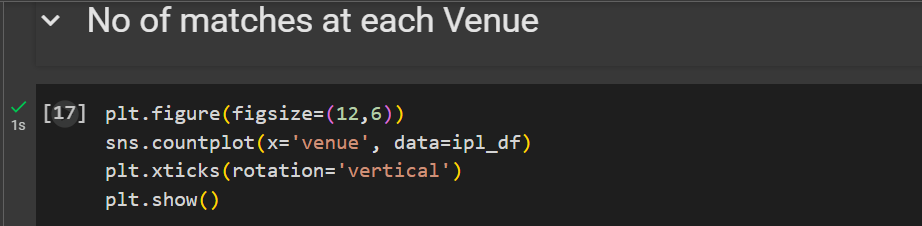 No of matches at each Venue
[17] plt.figure(figsize=(12,6))
1s
sns.countplot(x='venue', data=ipl_df)
plt.xticks(rotation='vertical')
plt.show()